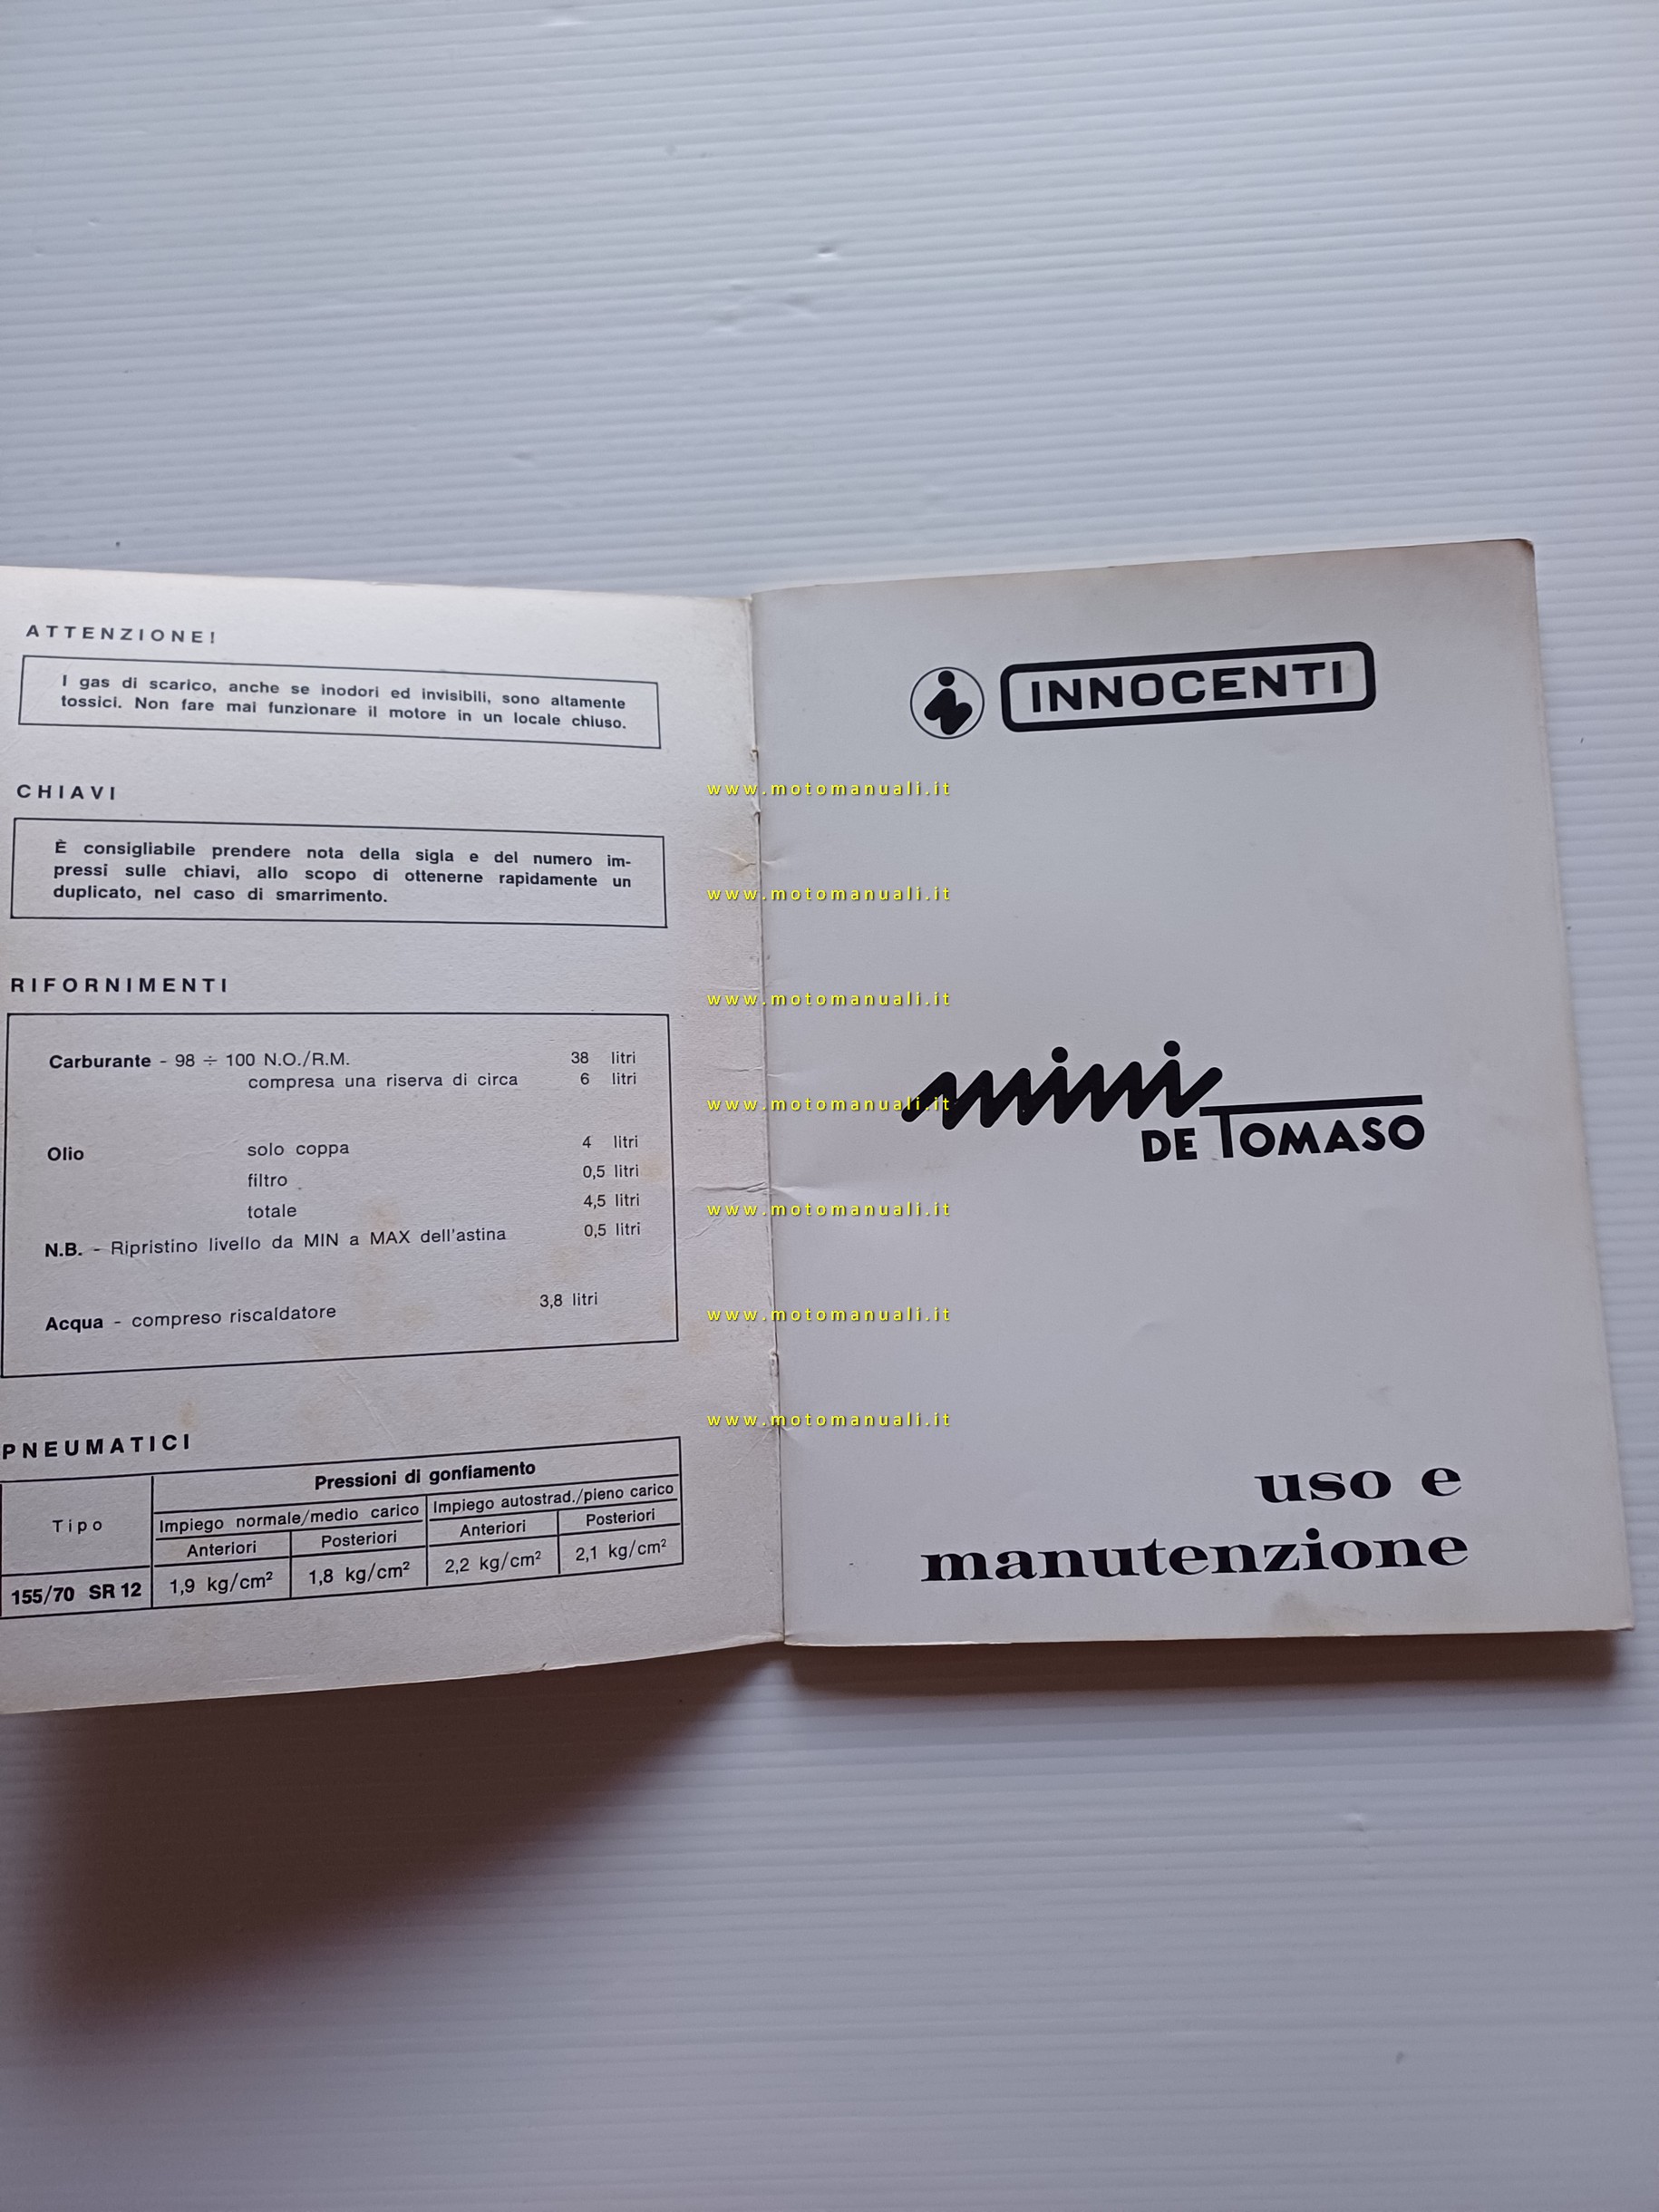 ATTENZIONE!
I gas di scarico, anche se inodori ed invisibili, sono altamente
tossici. Non fare mai funzionare il motore in un locale chiuso.
CHIAVI
È consigliabile prendere nota della sigla e del numero im-
pressi sulle chiavi, allo scopo di ottenerne rapidamente un
duplicato, nel caso di smarrimento.
RIFORNIMENTI
Carburante - 98 ÷ 100 N.O./R.M. 38 litri
compresa una riserva di circa 6 litri
Olio solo coppa 4 litri
filtro 0,5 litri
totale 4,5 litri
N.B. - Ripristino livello da MIN a MAX dell'astina 0,5 litri
Acqua - compreso riscaldatore 3,8 litri
PNEUMATICI
Tipo
Pressioni di gonfiamento
Impiego normale/medio carico Impiego autostrad./pieno carico
Anteriori Posteriori Anteriori Posteriori
155/70 SR 12 1,9 kg/cm² 1,8 kg/cm² 2,2 kg/cm² 2,1 kg/cm²
i INNOCENTI
mini
DE TOMASO
uso e
manutenzione
www.motomanuali.it
www.motomanuali.it
www.motomanuali.it
www.motomanuali.it
www.motomanuali.it
www.motomanuali.it
www.motomanuali.it